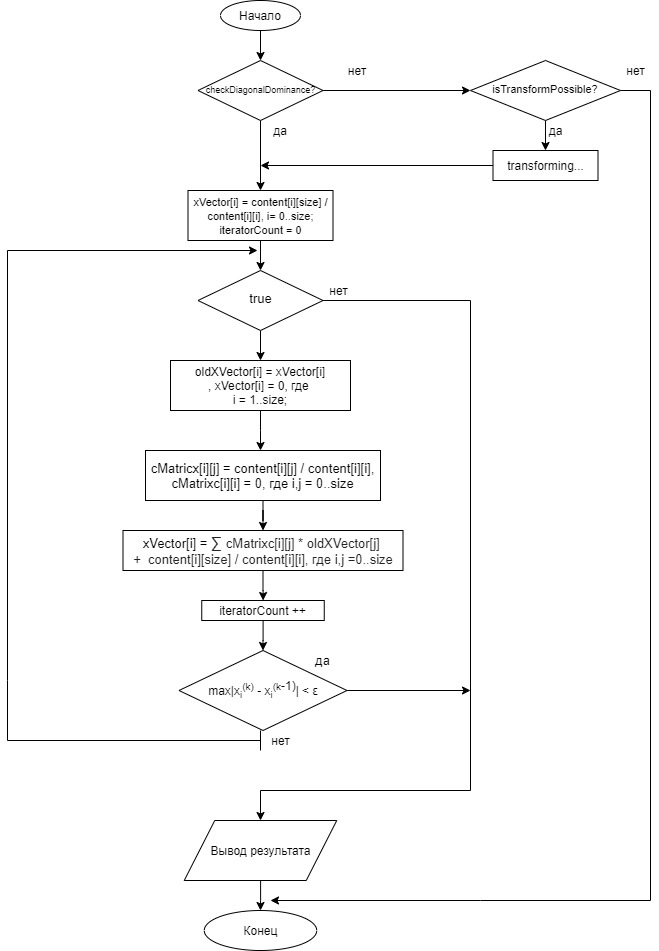 Начало
checkDiagonalDominance?
нет
isTransformPossible?
нет
да
да
transforming...
xVector[i] = content[i][size] /
content[i][i], i= 0..size;
iteratorCount = 0
true
нет
oldXVector[i] = xVector[i]
, xVector[i] = 0, где
i = 1..size;
cMatricx[i][j] = content[i][j] / content[i][i],
cMatrixc[i][i] = 0, где i,j = 0..size
xVector[i] = ∑ cMatrixc[i][j] * oldXVector[j]
+ content[i][size] / content[i][i], где i,j =0..size
iteratorCount ++
да
max|xᵢ⁽ᵏ⁾ - xᵢ⁽ᵏ⁻¹⁾| < ε
нет
Вывод результата
Конец